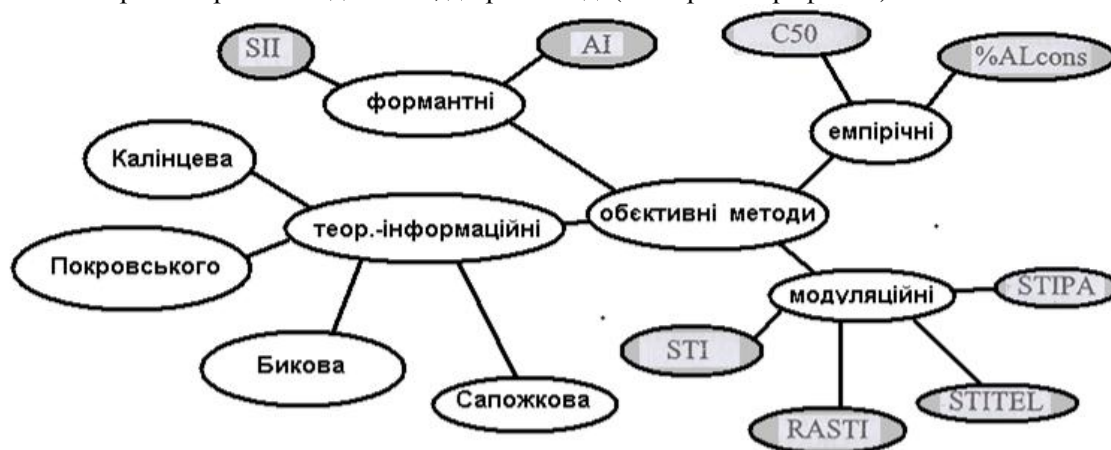 SII
AI
C50
%ALcons
формантні
емпірічні
Калінцева
обєктивні методи
теор.-інформаційні
Покровського
модуляційні
STIPA
STI
Бикова
Сапожкова
STITEL
RASTI